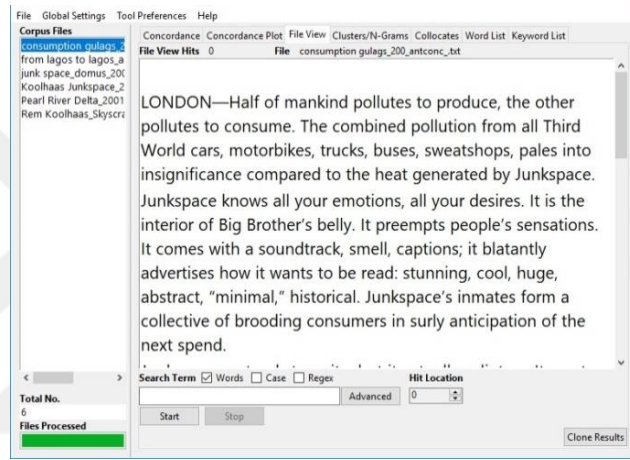 File Global Settings Tool Preferences Help
Corpus Files
consumption gulags_2
from lagos to lagos_a
junk space_domus_200
Koolhaas Junkspace_2
Pearl River Delta_2001
Rem Koolhaas_Skyscra
Concordance Concordance Plot File View Clusters/N-Grams Collocates Word List Keyword List
File View Hits 0 File consumption gulags_200_antconc_.txt
LONDON—Half of mankind pollutes to produce, the other
pollutes to consume. The combined pollution from all Third
World cars, motorbikes, trucks, buses, sweatshops, pales into
insignificance compared to the heat generated by Junkspace.
Junkspace knows all your emotions, all your desires. It is the
interior of Big Brother's belly. It preempts people's sensations.
It comes with a soundtrack, smell, captions; it blatantly
advertises how it wants to be read: stunning, cool, huge,
abstract, “minimal,” historical. Junkspace's inmates form a
collective of brooding consumers in surly anticipation of the
next spend.
Search Term Words Case Regex Hit Location
Advanced 0
Start Stop
Total No.
6
Files Processed
Clone Results